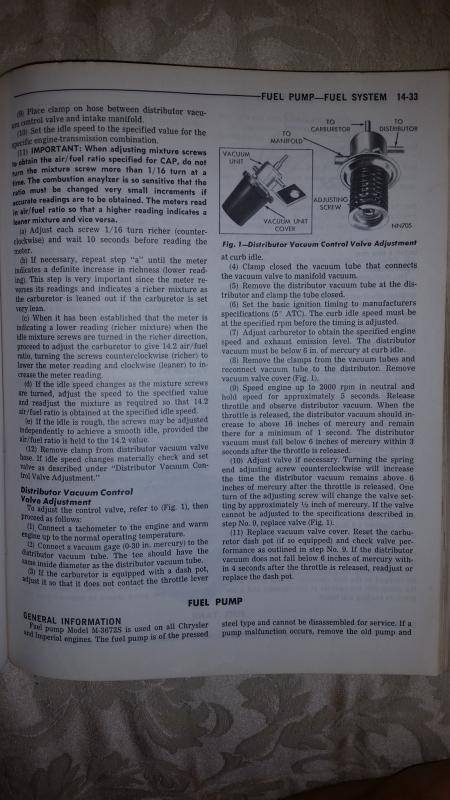 FUEL PUMP—FUEL SYSTEM 14-33
(9) Place clamp on hose between distributor vacu-
um control valve and intake manifold.
(10) Set the idle speed to the specified value for the
specific engine-transmission combination.
(11) IMPORTANT: When adjusting mixture screws
to obtain the air/fuel ratio specified for CAP, do not
turn the mixture screw more than 1/16 turn at a
time. The combustion anaylzer is so sensitive that the
ratio must be changed very small increments if
accurate readings are to be obtained. The meters read
in air/fuel ratio so that a higher reading indicates a
leaner mixture and vice versa.
(a) Adjust each screw 1/16 turn richer (counter-
clockwise) and wait 10 seconds before reading the
meter.
(b) If necessary, repeat step "a" until the meter
indicates a definite increase in richness (lower read-
ing). This step is very important since the meter re-
verses its readings and indicates a richer mixture as
the carburetor is leaned out if the carburetor is set
very lean.
(c) When it has been established that the meter is
indicating a lower reading (richer mixture) when the
idle mixture screws are turned in the richer direction,
proceed to adjust the carburetor to give 14.2 air/fuel
ratio, turning the screws counterclockwise (richer) to
lower the meter reading and clockwise (leaner) to in-
crease the meter reading.
(d) If the idle speed changes as the mixture screws
are turned, adjust the speed to the specified value
and readjust the mixture as required so that 14.2
air/fuel ratio is obtained at the specified idle speed.
(e) If the idle is rough, the screws may be adjusted
independently to achieve a smooth idle, provided the
air/fuel ratio is held to the 14.2 value.
(12) Remove clamp from distributor vacuum valve
hose. If idle speed changes materially check and set
valve as described under "Distributor Vacuum Con-
trol Valve Adjustment."
Distributor Vacuum Control
Valve Adjustment
To adjust the control valve, refer to (Fig. 1), then
proceed as follows:
(1) Connect a tachometer to the engine and warm
engine up to the normal operating temperature.
(2) Connect a vacuum gage (0-30 in. mercury) to the
distributor vacuum tube. The tee should have the
same inside diameter as the distributor vacuum tube.
(3) If the carburetor is equipped with a dash pot,
adjust it so that it does not contact the throttle lever
TO
CARBURETOR
TO
DISTRIBUTOR
TO
MANIFOLD
VACUUM
UNIT
ADJUSTING
SCREW
VACUUM UNIT
COVER
NN705
Fig. 1—Distributor Vacuum Control Valve Adjustment
at curb idle.
(4) Clamp closed the vacuum tube that connects
the vacuum valve to manifold vacuum.
(5) Remove the distributor vacuum tube at the dis-
tributor and clamp the tube closed.
(6) Set the basic ignition timing to manufacturers
specifications (5° ATC). The curb idle speed must be
at the specified rpm before the timing is adjusted.
(7) Adjust carburetor to obtain the specified engine
speed and exhaust emission level. The distributor
vacuum must be below 6 in. of mercury at curb idle.
(8) Remove the clamps from the vacuum tubes and
reconnect vacuum tube to the distributor. Remove
vacuum valve cover (Fig. 1).
(9) Speed engine up to 2000 rpm in neutral and
hold speed for approximately 5 seconds. Release
throttle and observe distributor vacuum. When the
throttle is released, the distributor vacuum should in-
crease to above 16 inches of mercury and remain
there for a minimum of 1 second. The distributor
vacuum must fall below 6 inches of mercury within 3
seconds after the throttle is released.
(10) Adjust valve if necessary. Turning the spring
end adjusting screw counterclockwise will increase
the time the distributor vacuum remains above 6
inches of mercury after the throttle is released. One
turn of the adjusting screw will change the valve set-
ting by approximately ½ inch of mercury. If the valve
cannot be adjusted to the specifications described in
step No. 9, replace valve (Fig. 1).
(11) Replace vacuum valve cover. Reset the carbu-
retor dash pot (if so equipped) and check valve per-
formance as outlined in step No. 9. If the distributor
vacuum does not fall below 6 inches of mercury with-
in 4 seconds after the throttle is released, readjust or
replace the dash pot.
FUEL PUMP
GENERAL INFORMATION
Fuel pump Model M-3672S is used on all Chrysler
and Imperial engines. The fuel pump is of the pressed
steel type and cannot be disassembled for service. If a
pump malfunction occurs, remove the old pump and